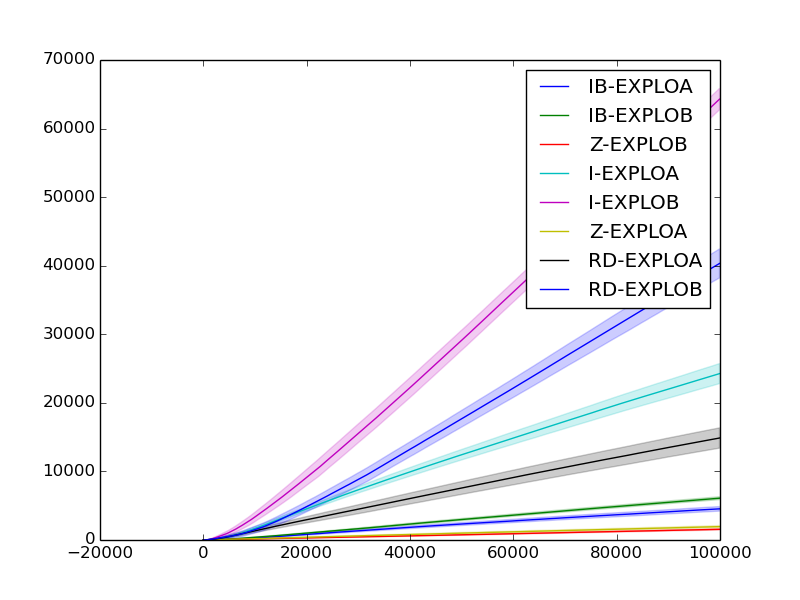 70000
60000
50000
40000
30000
20000
10000
0
−20000 0 20000 40000 60000 80000 100000
IB-EXPLOA
IB-EXPLOB
Z-EXPLOB
I-EXPLOA
I-EXPLOB
Z-EXPLOA
RD-EXPLOA
RD-EXPLOB